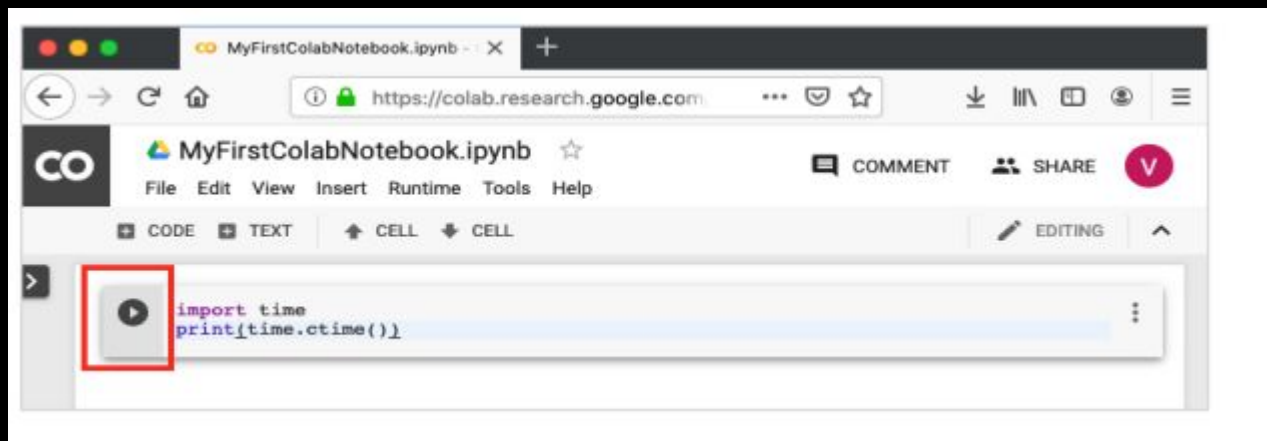 CO MyFirstColabNotebook.ipynb -
https://colab.research.google.com
CO
MyFirstColabNotebook.ipynb
COMMENT SHARE V
File Edit View Insert Runtime Tools Help
CODE TEXT CELL CELL EDITING
import time
print(time.ctime())